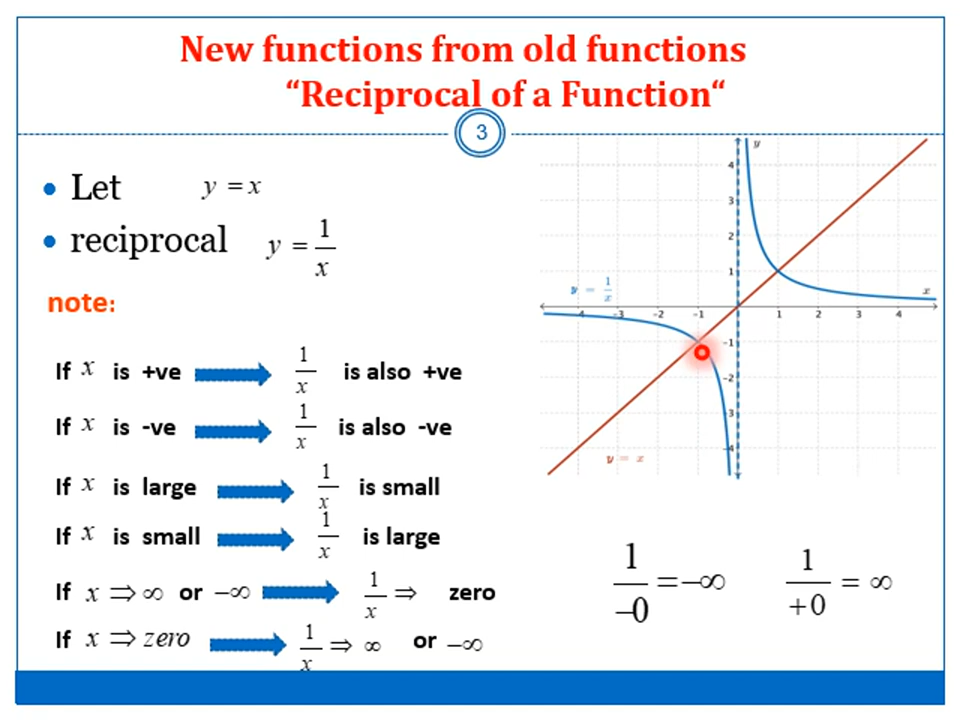 New functions from old functions
“Reciprocal of a Function“
3
• Let y = x
• reciprocal y = 1/x
note:
If x is +ve 1/x is also +ve
If x is -ve 1/x is also -ve
If x is large 1/x is small
If x is small 1/x is large
If x ⇒ ∞ or −∞ 1/x ⇒ zero
If x ⇒ zero 1/x ⇒ ∞ or −∞
y
4
3
2
1
y = 1/x
x
-4 -3 -2 -1 1 2 3 4
-1
-2
-3
-4
y = x
1/−0 = −∞ 1/+0 = ∞